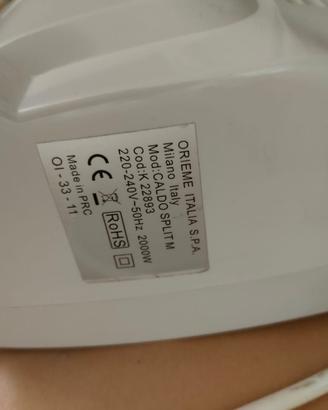 ORIEME ITALIA S.P.A.
Milano Italy
Mod:CALDO SPLIT M
Cod:K 22893
220-240V~50Hz 2000W
CE RoHS
Made in PRC
OI - 33 - 11